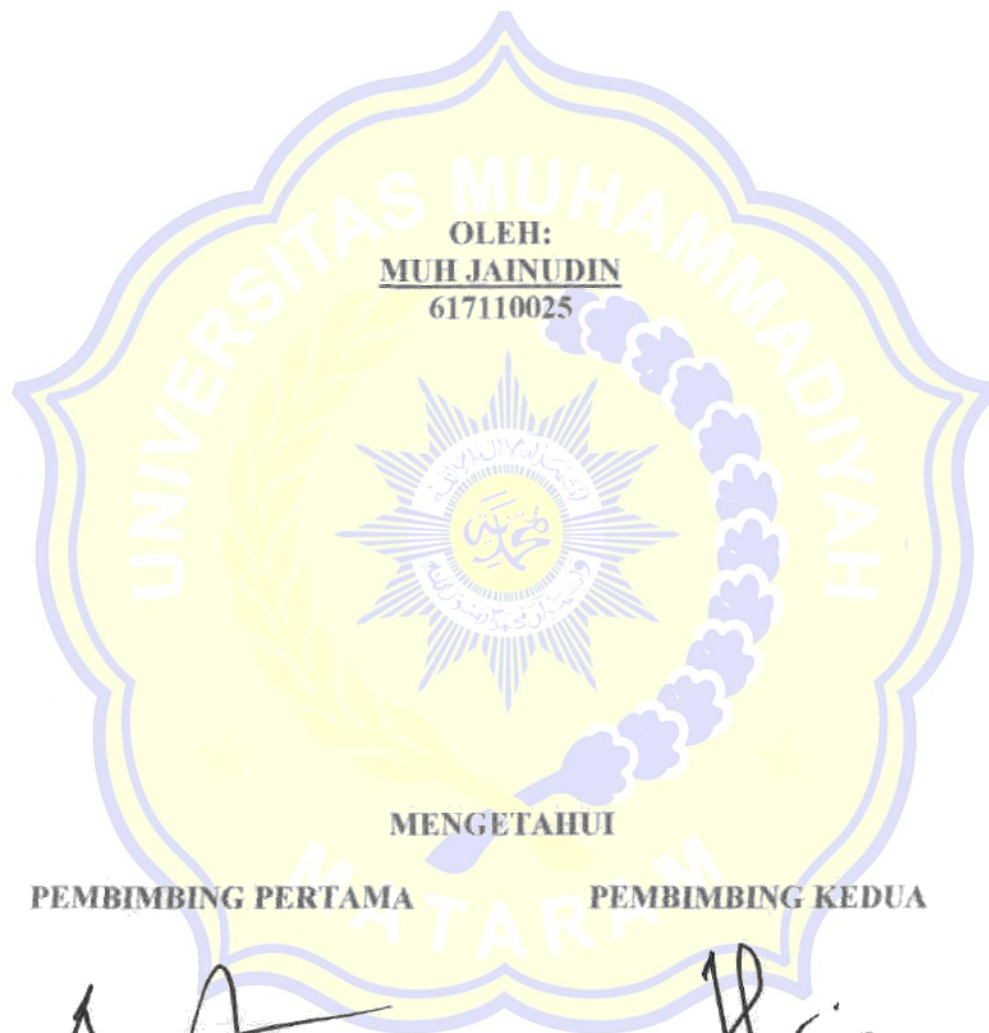 OLEH:
MUH JAINUDIN
617110025
UNIVERSITAS MUHAMMADIYAH
MENGETAHUI
PEMBIMBING PERTAMA PEMBIMBING KEDUA
MATARAM